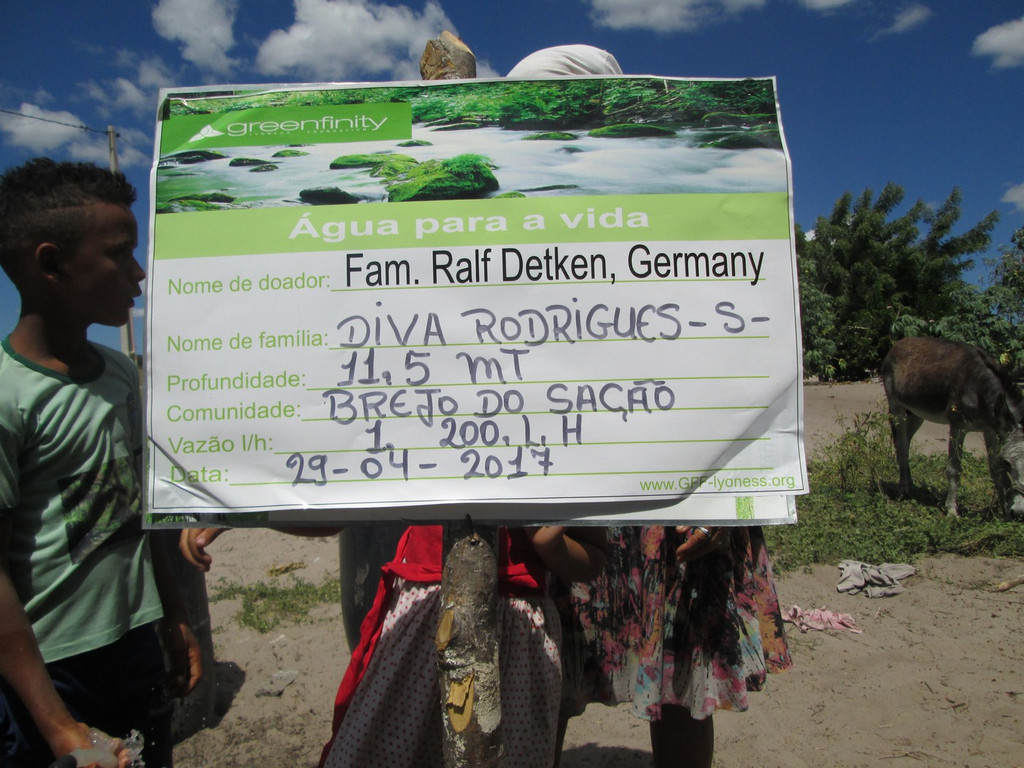 greenfinity
Água para a vida
Nome de doador: Fam. Ralf Detken, Germany
Nome de família: DIVA RODRIGUES - S -
Profundidade: 11,5 MT
Comunidade: BREJO DO SAÇÃO
Vazão l/h: 1. 200. L. H
Data: 29-04-2017
www.GFF-lyoness.org